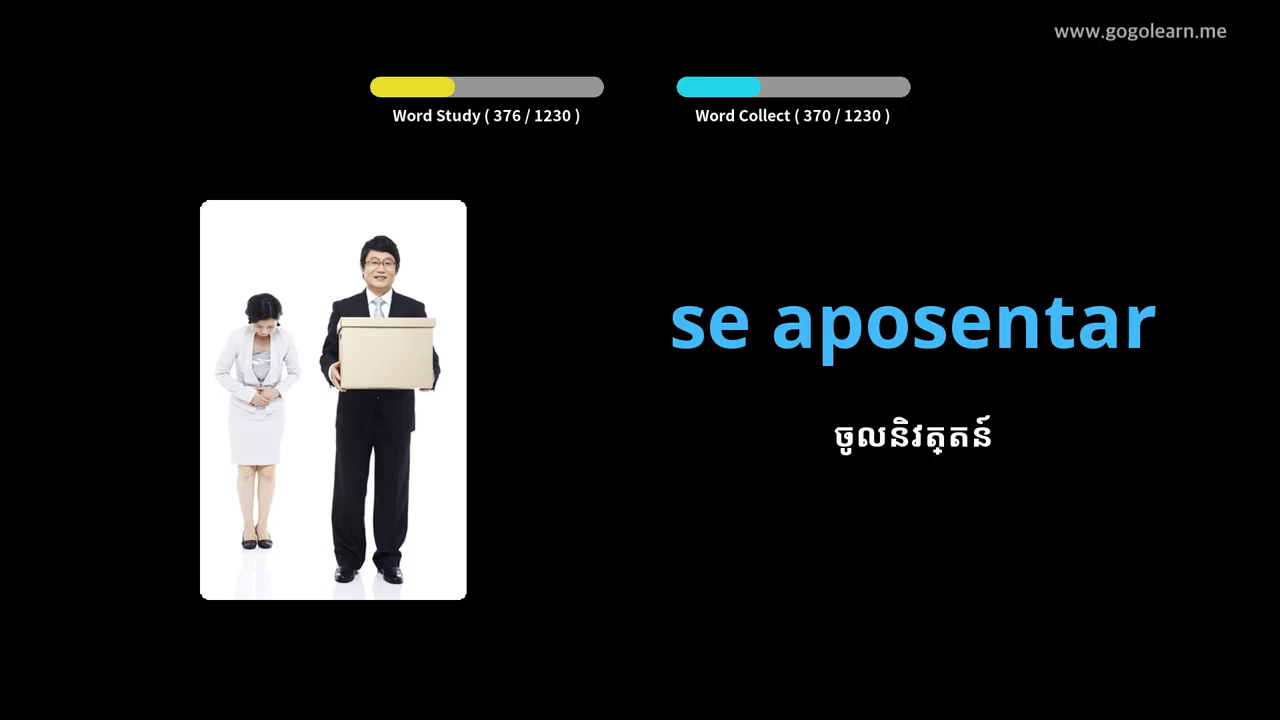 www.gogolearn.me
Word Study ( 376 / 1230 )
Word Collect ( 370 / 1230 )
se aposentar
ចូលនិវត្តន៍